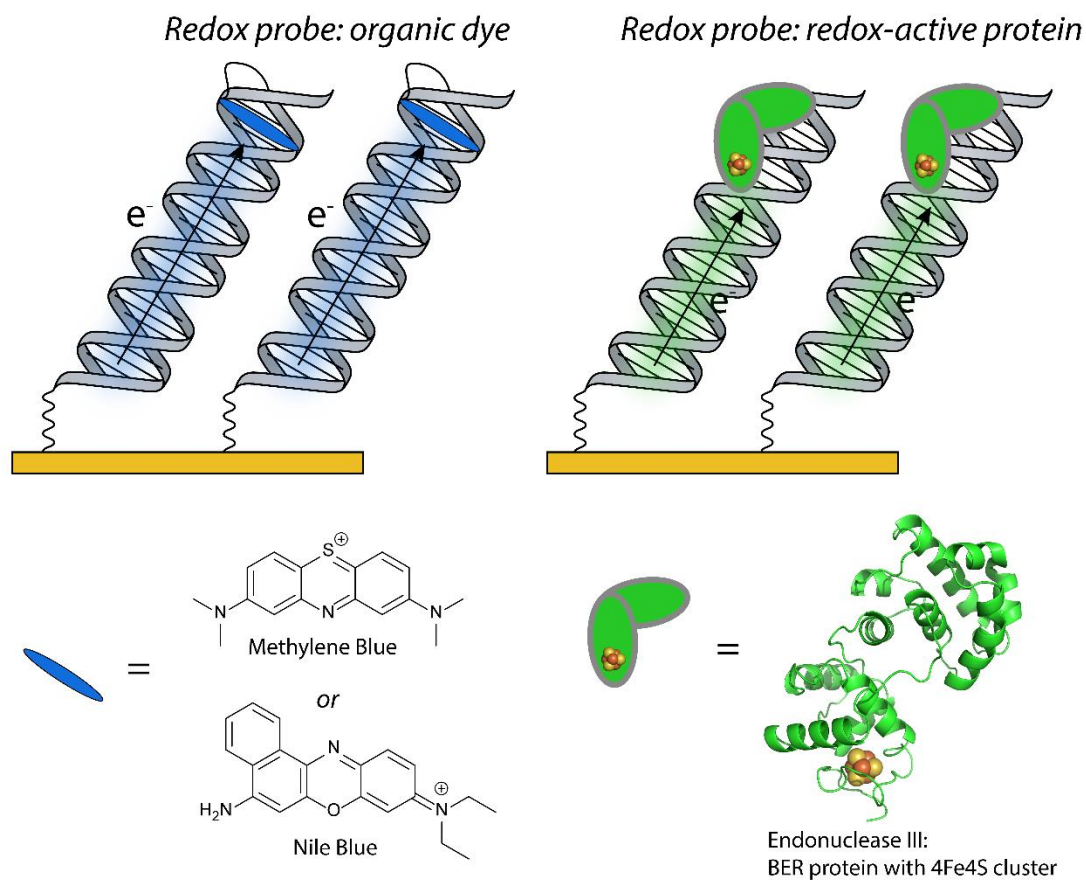 Redox probe: organic dye
Redox probe: redox-active protein
e-
e-
e-
e-
S
⊕
N
N
N
Methylene Blue
=
or
=
N
⊕
H₂N
O
N
Nile Blue
Endonuclease III:
BER protein with 4Fe4S cluster